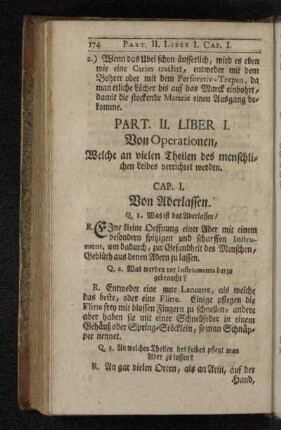 174 PART. II. LIBER I. CAP. I.
2.) Wenn das Ubel schon äusserlich, wird es eben
wie eine Caries tractirt, entweder mit dem
Bohrer oder mit dem Perforativ-Trepan, da
man etliche Löcher bis auf das Marck einbohrt,
damit die stockende Materie einen Ausgang be-
komme.
PART. II. LIBER I.
Von Operationen,
Welche an vielen Theilen des menschli-
chen Leibes verrichtet werden.
CAP. I.
Von Aderlassen.
Q. 1. Was ist das Aderlassen?
R. Eine kleine Oeffnung einer Ader mit einem
besondern spitzigen und scharffen Instru-
ment, um dadurch, zur Gesundheit des Menschen,
Geblüth aus denen Adern zu lassen.
Q. 2. Was werden vor Instrumenta darzu
gebraucht?
R. Entweder eine gute Lancette, als welche
das beste, oder eine Flitte. Einige pflegen die
Flitte frey mit blossen Fingern zu schnellen, andere
aber haben sie mit einer Schnellfeder in einem
Gehäuß oder Spring-Stöcklein, so man Schnäp-
per nennet.
Q. 3. An welchen Theilen des Leibes pflegt man
Ader zu lassen?
R. An gar vielen Orten, als an Arm, auf der
Hand,